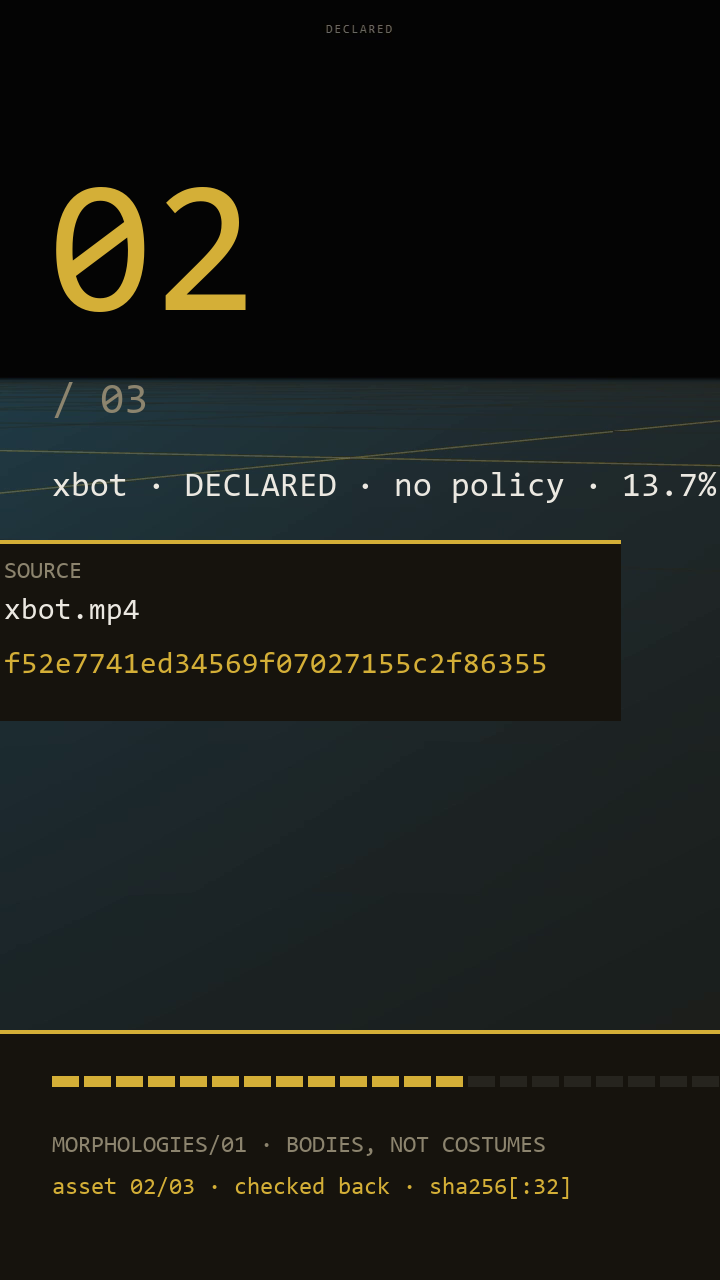 DECLARED
02
/ 03
xbot · DECLARED · no policy · 13.7%
SOURCE
xbot.mp4
f52e7741ed34569f07027155c2f86355
MORPHOLOGIES/01 · BODIES, NOT COSTUMES
asset 02/03 · checked back · sha256[:32]